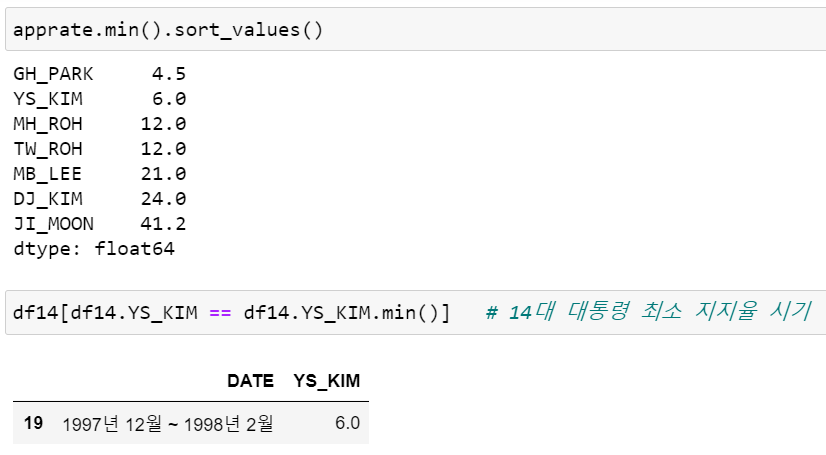 apprate.min().sort_values()
GH_PARK 4.5
YS_KIM 6.0
MH_ROH 12.0
TW_ROH 12.0
MB_LEE 21.0
DJ_KIM 24.0
JI_MOON 41.2
dtype: float64
df14[df14.YS_KIM == df14.YS_KIM.min()] # 14대 대통령 최소 지지율 시기
DATE YS_KIM
19 1997년 12월 ~ 1998년 2월 6.0